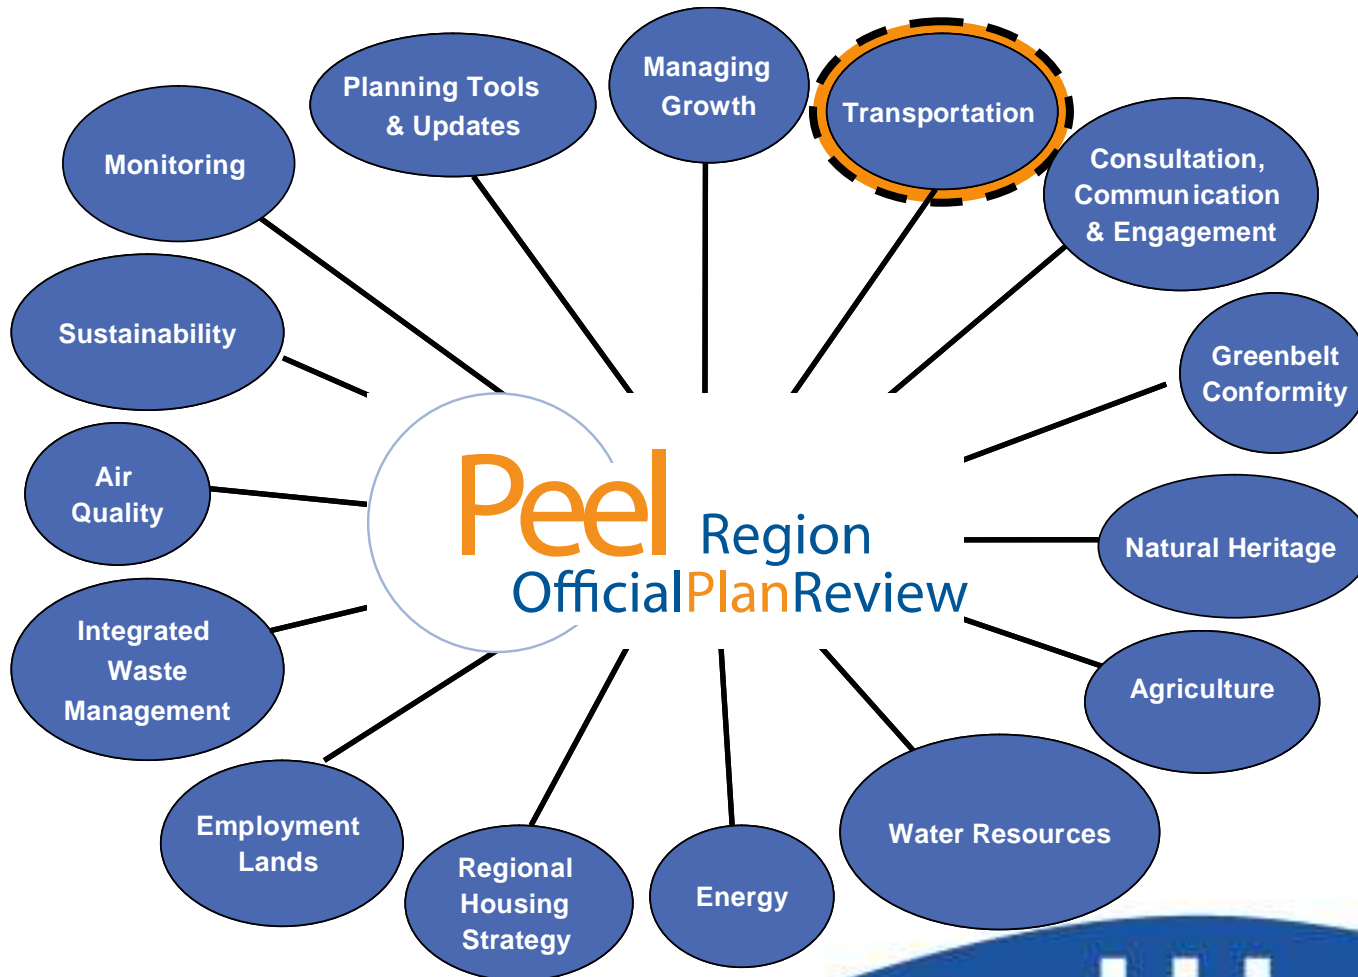 Managing
Growth
Transportation
Planning Tools
& Updates
Consultation,
Communication
& Engagement
Monitoring
Sustainability
Greenbelt
Conformity
Air
Quality
Peel Region
OfficialPlanReview
Natural Heritage
Integrated
Waste
Management
Agriculture
Employment
Lands
Water Resources
Regional
Housing
Strategy
Energy